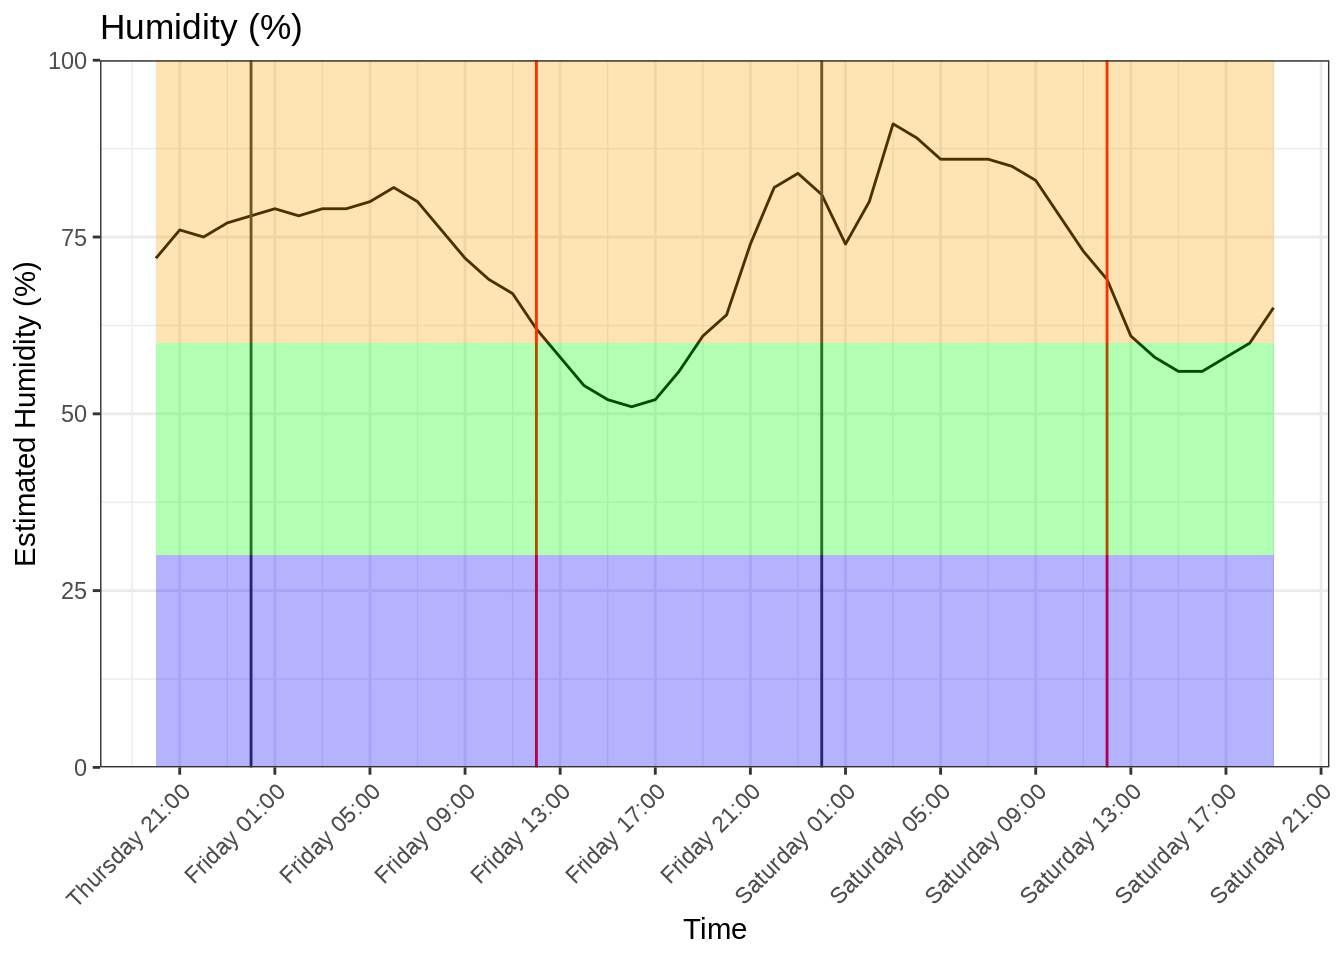 Humidity (%)
100
75
50
25
0
Estimated Humidity (%)
Thursday 21:00
Friday 01:00
Friday 05:00
Friday 09:00
Friday 13:00
Friday 17:00
Friday 21:00
Saturday 01:00
Saturday 05:00
Saturday 09:00
Saturday 13:00
Saturday 17:00
Saturday 21:00
Time